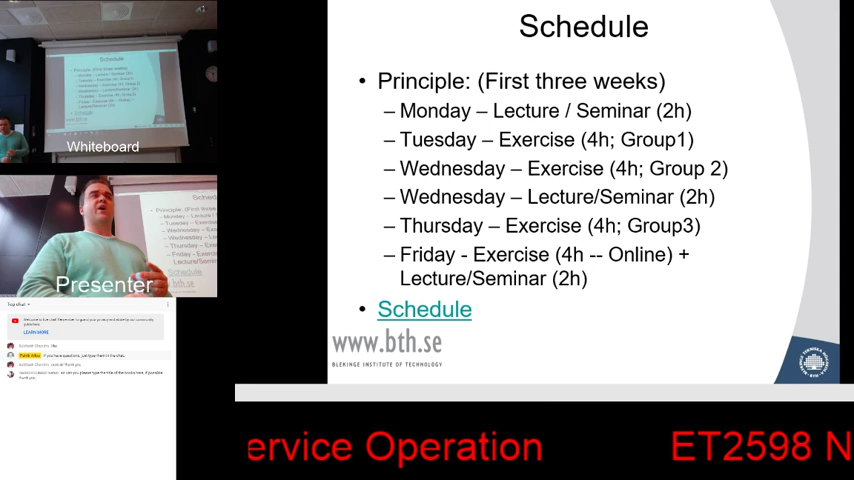 Schedule
• Principle: (First three weeks)
– Monday – Lecture / Seminar (2h)
– Tuesday – Exercise (4h; Group1)
– Wednesday – Exercise (4h; Group 2)
– Wednesday – Lecture/Seminar (2h)
– Thursday – Exercise (4h; Group3)
– Friday - Exercise (4h -- Online) +
Lecture/Seminar (2h)
• Schedule
www.bth.se
BLEKINGE INSTITUTE OF TECHNOLOGY
ervice Operation
ET2598 N
Whiteboard
Presenter
LEARN MORE